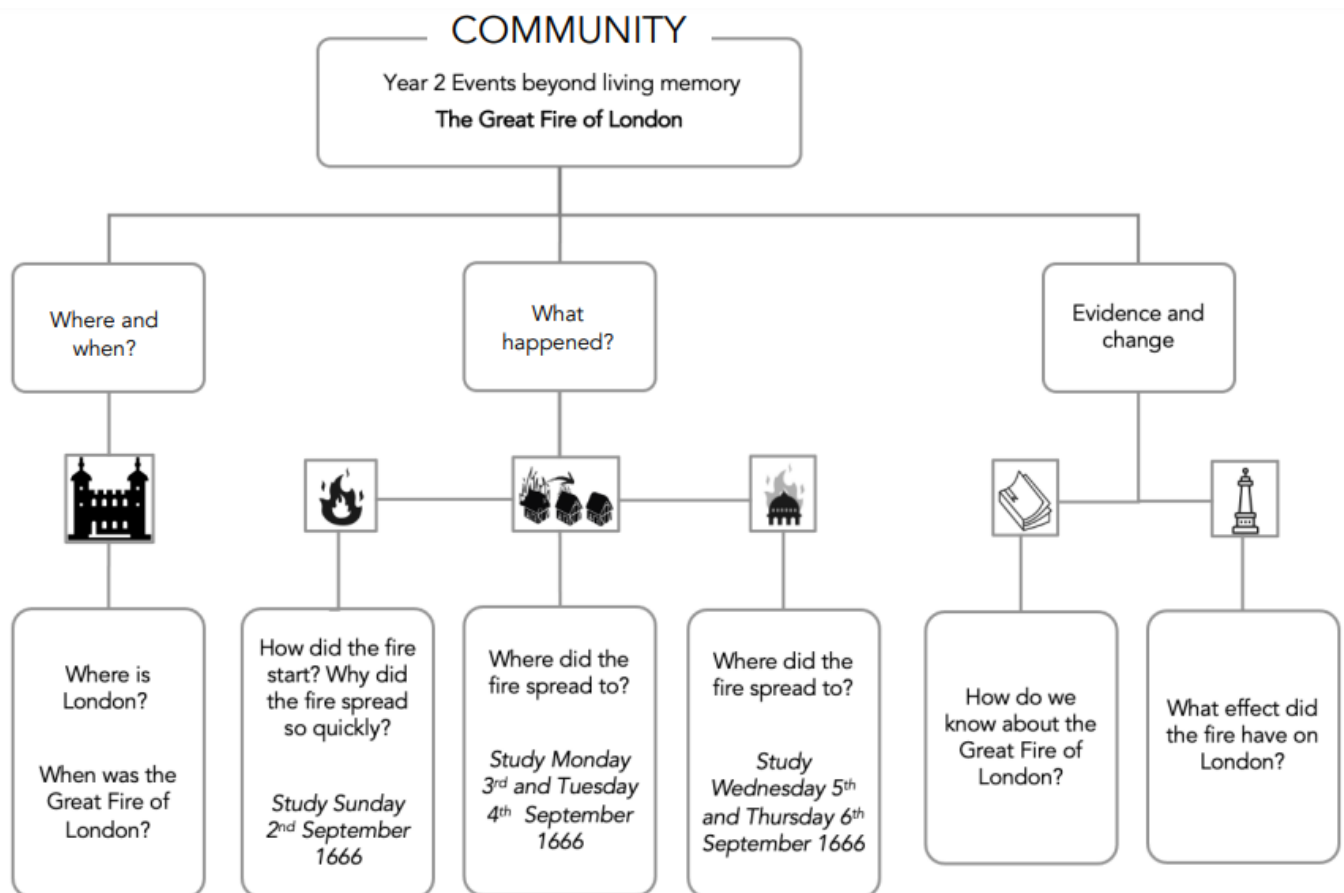 COMMUNITY
Year 2 Events beyond living memory
The Great Fire of London
Where and
when?
What
happened?
Evidence and
change
Where is
London?
When was the
Great Fire of
London?
How did the fire
start? Why did
the fire spread
so quickly?
Study Sunday
2nd September
1666
Where did the
fire spread to?
Study Monday
3rd and Tuesday
4th September
1666
Where did the
fire spread to?
Study
Wednesday 5th
and Thursday 6th
September 1666
How do we
know about the
Great Fire of
London?
What effect did
the fire have on
London?